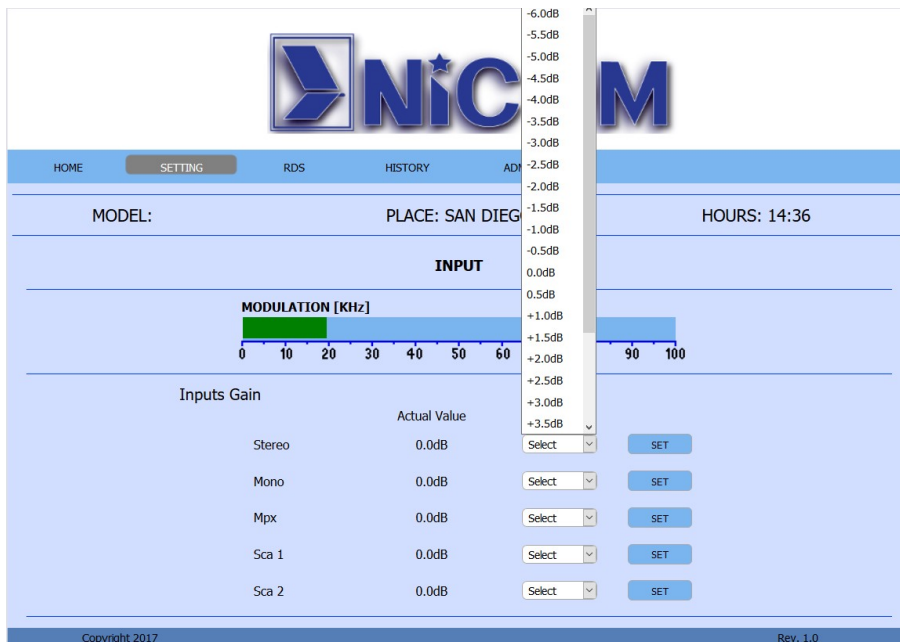 NiC M
HOME SETTING RDS HISTORY
MODEL: PLACE: SAN HOURS: 14:36
INPUT
MODULATION [KHz]
0 10 20 30 40 50 60 90 100
Inputs Gain
Actual Value
-6.0dB
-5.5dB
-5.0dB
-4.5dB
-4.0dB
-3.5dB
-3.0dB
-2.5dB
-2.0dB
-1.5dB
-1.0dB
-0.5dB
0.0dB
0.5dB
+1.0dB
+1.5dB
+2.0dB
+2.5dB
+3.0dB
+3.5dB
Stereo 0.0dB Select SET
Mono 0.0dB Select SET
Mpx 0.0dB Select SET
Sca 1 0.0dB Select SET
Sca 2 0.0dB Select SET
Copyright 2017 Rev. 1.0